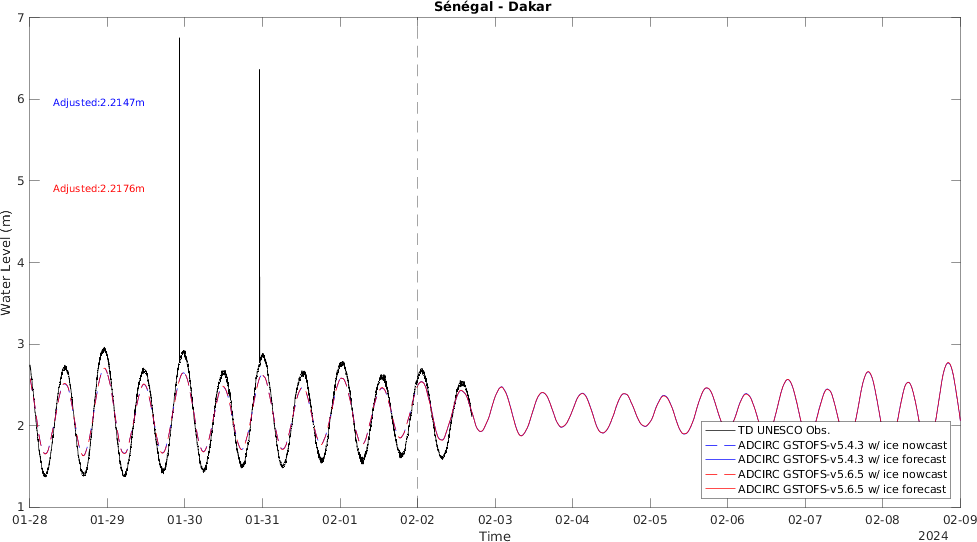 Sénégal - Dakar
7
6
5
4
3
2
1
Water Level (m)
Adjusted:2.2147m
Adjusted:2.2176m
TD UNESCO Obs.
ADCIRC GSTOFS-v5.4.3 w/ ice nowcast
ADCIRC GSTOFS-v5.4.3 w/ ice forecast
ADCIRC GSTOFS-v5.6.5 w/ ice nowcast
ADCIRC GSTOFS-v5.6.5 w/ ice forecast
01-28 01-29 01-30 01-31 02-01 02-02 02-03 02-04 02-05 02-06 02-07 02-08 02-09
Time
2024